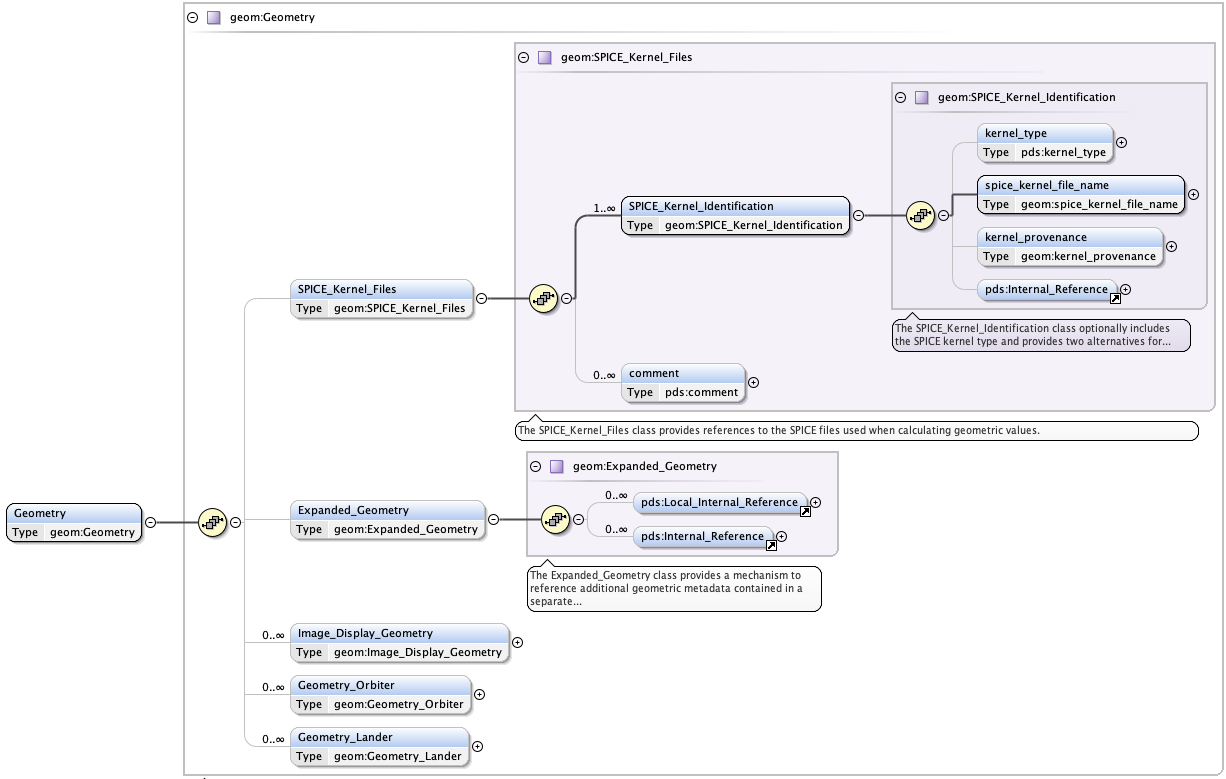 geom:Geometry
geom:SPICE_Kernel_Files
geom:SPICE_Kernel_Identification
kernel_type
Type pds:kernel_type
spice_kernel_file_name
Type geom:spice_kernel_file_name
1..∞
SPICE_Kernel_Identification
Type geom:SPICE_Kernel_Identification
kernel_provenance
Type geom:kernel_provenance
pds:Internal_Reference
SPICE_Kernel_Files
Type geom:SPICE_Kernel_Files
The SPICE_Kernel_Identification class optionally includes
the SPICE kernel type and provides two alternatives for...
0..∞
comment
Type pds:comment
The SPICE_Kernel_Files class provides references to the SPICE files used when calculating geometric values.
geom:Expanded_Geometry
0..∞
pds:Local_Internal_Reference
0..∞
pds:Internal_Reference
Expanded_Geometry
Type geom:Expanded_Geometry
Geometry
Type geom:Geometry
The Expanded_Geometry class provides a mechanism to
reference additional geometric metadata contained in a
separate...
0..∞
Image_Display_Geometry
Type geom:Image_Display_Geometry
0..∞
Geometry_Orbiter
Type geom:Geometry_Orbiter
0..∞
Geometry_Lander
Type geom:Geometry_Lander